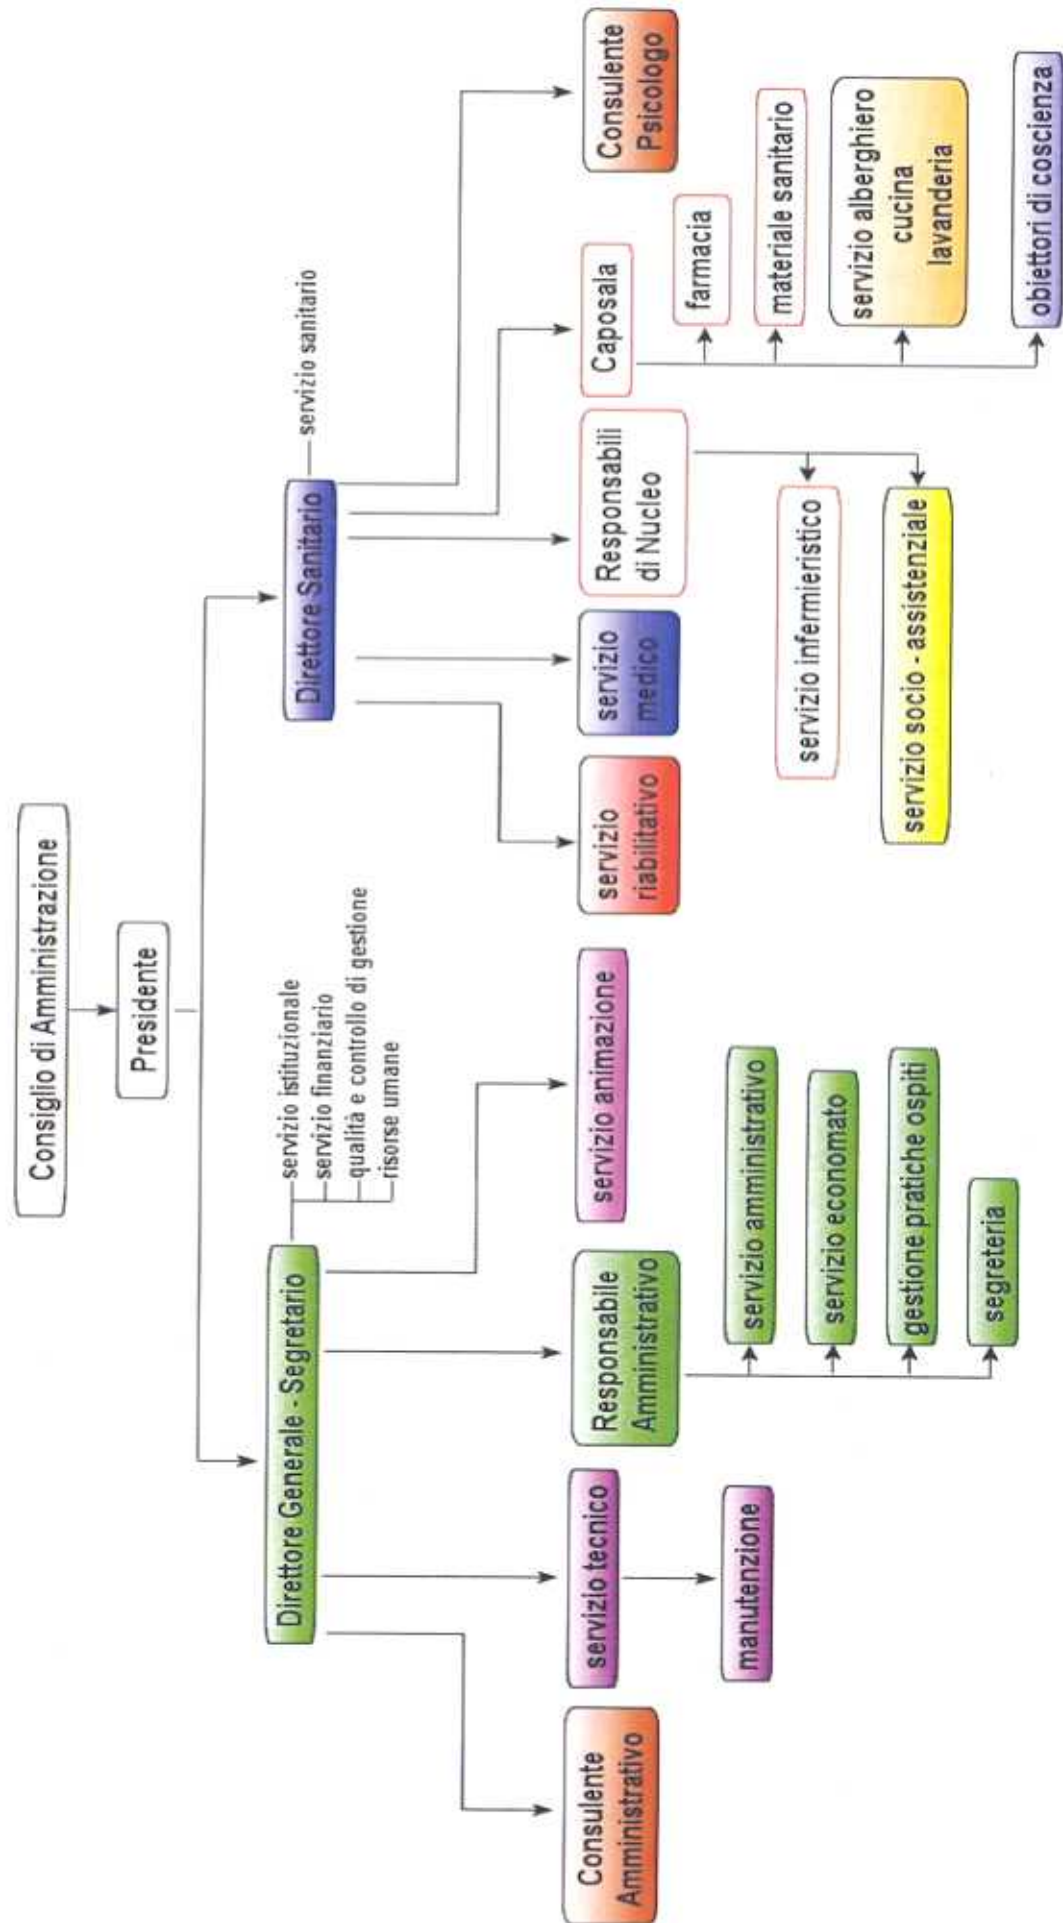 Consiglio di Amministrazione
Presidente
Direttore Generale - Segretario
servizio istituzionale
servizio finanziario
qualità e controllo di gestione
risorse umane
Direttore Sanitario
servizio sanitario
Consulente
Amministrativo
servizio tecnico
manutenzione
Responsabile
Amministrativo
servizio amministrativo
servizio economato
gestione pratiche ospiti
segreteria
servizio animazione
servizio
riabilitativo
servizio
medico
Responsabili
di Nucleo
servizio infermieristico
servizio socio - assistenziale
Caposala
farmacia
materiale sanitario
servizio alberghiero
cucina
lavanderia
obiettori di coscienza
Consulente
Psicologo